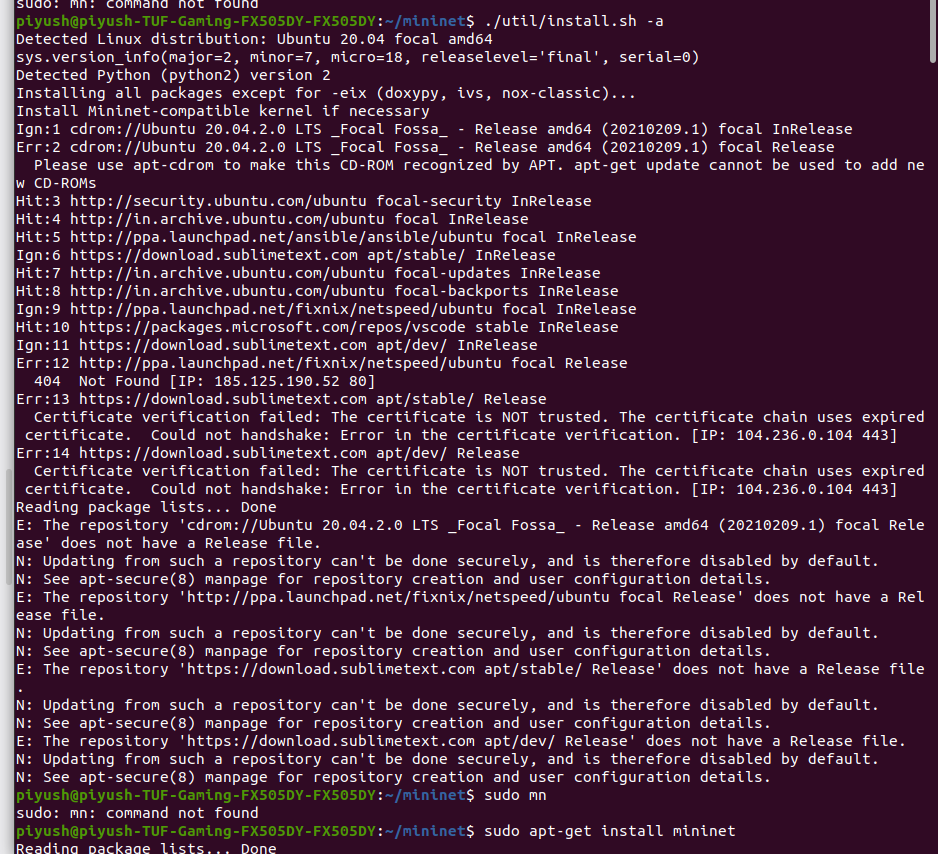 sudo: mn: command not found
piyush@piyush-TUF-Gaming-FX505DY-FX505DY:~/mininet$ ./util/install.sh -a
Detected Linux distribution: Ubuntu 20.04 focal amd64
sys.version_info(major=2, minor=7, micro=18, releaselevel='final', serial=0)
Detected Python (python2) version 2
Installing all packages except for -eix (doxypy, ivs, nox-classic)...
Install Mininet-compatible kernel if necessary
Ign:1 cdrom://Ubuntu 20.04.2.0 LTS _Focal Fossa_ - Release amd64 (20210209.1) focal InRelease
Err:2 cdrom://Ubuntu 20.04.2.0 LTS _Focal Fossa_ - Release amd64 (20210209.1) focal Release
  Please use apt-cdrom to make this CD-ROM recognized by APT. apt-get update cannot be used to add ne
w CD-ROMs
Hit:3 http://security.ubuntu.com/ubuntu focal-security InRelease
Hit:4 http://in.archive.ubuntu.com/ubuntu focal InRelease
Hit:5 http://ppa.launchpad.net/ansible/ansible/ubuntu focal InRelease
Ign:6 https://download.sublimetext.com apt/stable/ InRelease
Hit:7 http://in.archive.ubuntu.com/ubuntu focal-updates InRelease
Hit:8 http://in.archive.ubuntu.com/ubuntu focal-backports InRelease
Ign:9 http://ppa.launchpad.net/fixnix/netspeed/ubuntu focal InRelease
Hit:10 https://packages.microsoft.com/repos/vscode stable InRelease
Ign:11 https://download.sublimetext.com apt/dev/ InRelease
Err:12 http://ppa.launchpad.net/fixnix/netspeed/ubuntu focal Release
  404  Not Found [IP: 185.125.190.52 80]
Err:13 https://download.sublimetext.com apt/stable/ Release
  Certificate verification failed: The certificate is NOT trusted. The certificate chain uses expired
 certificate.  Could not handshake: Error in the certificate verification. [IP: 104.236.0.104 443]
Err:14 https://download.sublimetext.com apt/dev/ Release
  Certificate verification failed: The certificate is NOT trusted. The certificate chain uses expired
 certificate.  Could not handshake: Error in the certificate verification. [IP: 104.236.0.104 443]
Reading package lists... Done
E: The repository 'cdrom://Ubuntu 20.04.2.0 LTS _Focal Fossa_ - Release amd64 (20210209.1) focal Rele
ase' does not have a Release file.
N: Updating from such a repository can't be done securely, and is therefore disabled by default.
N: See apt-secure(8) manpage for repository creation and user configuration details.
E: The repository 'http://ppa.launchpad.net/fixnix/netspeed/ubuntu focal Release' does not have a Rel
ease file.
N: Updating from such a repository can't be done securely, and is therefore disabled by default.
N: See apt-secure(8) manpage for repository creation and user configuration details.
E: The repository 'https://download.sublimetext.com apt/stable/ Release' does not have a Release file
.
N: Updating from such a repository can't be done securely, and is therefore disabled by default.
N: See apt-secure(8) manpage for repository creation and user configuration details.
E: The repository 'https://download.sublimetext.com apt/dev/ Release' does not have a Release file.
N: Updating from such a repository can't be done securely, and is therefore disabled by default.
N: See apt-secure(8) manpage for repository creation and user configuration details.
piyush@piyush-TUF-Gaming-FX505DY-FX505DY:~/mininet$ sudo mn
sudo: mn: command not found
piyush@piyush-TUF-Gaming-FX505DY-FX505DY:~/mininet$ sudo apt-get install mininet
Reading package lists... Done